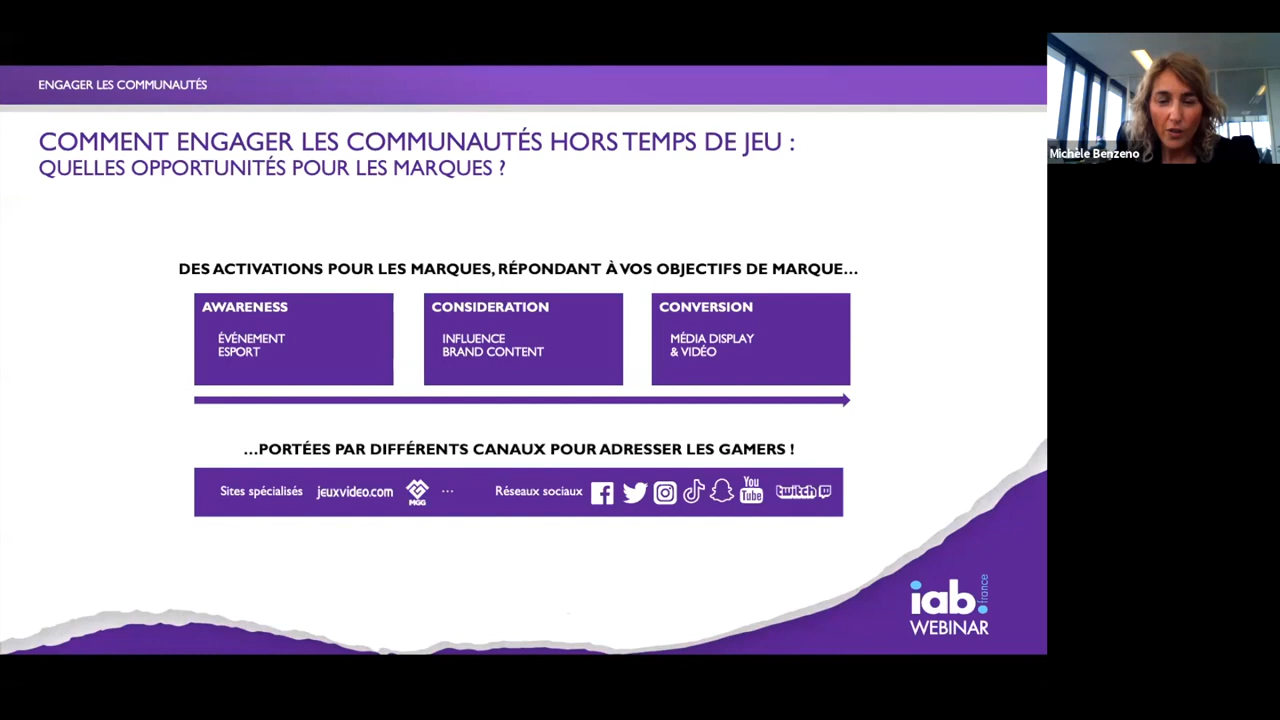 ENGAGER LES COMMUNAUTÉS
COMMENT ENGAGER LES COMMUNAUTÉS HORS TEMPS DE JEU :
QUELLES OPPORTUNITÉS POUR LES MARQUES ?
Michèle Benzeno
DES ACTIVATIONS POUR LES MARQUES, RÉPONDANT À VOS OBJECTIFS DE MARQUE…
AWARENESS
ÉVÉNEMENT
ESPORT
CONSIDERATION
INFLUENCE
BRAND CONTENT
CONVERSION
MÉDIA DISPLAY
& VIDÉO
…PORTÉES PAR DIFFÉRENTS CANAUX POUR ADRESSER LES GAMERS !
Sites spécialisés jeuxvideo.com MGG … Réseaux sociaux You Tube twitch
iab france
WEBINAR